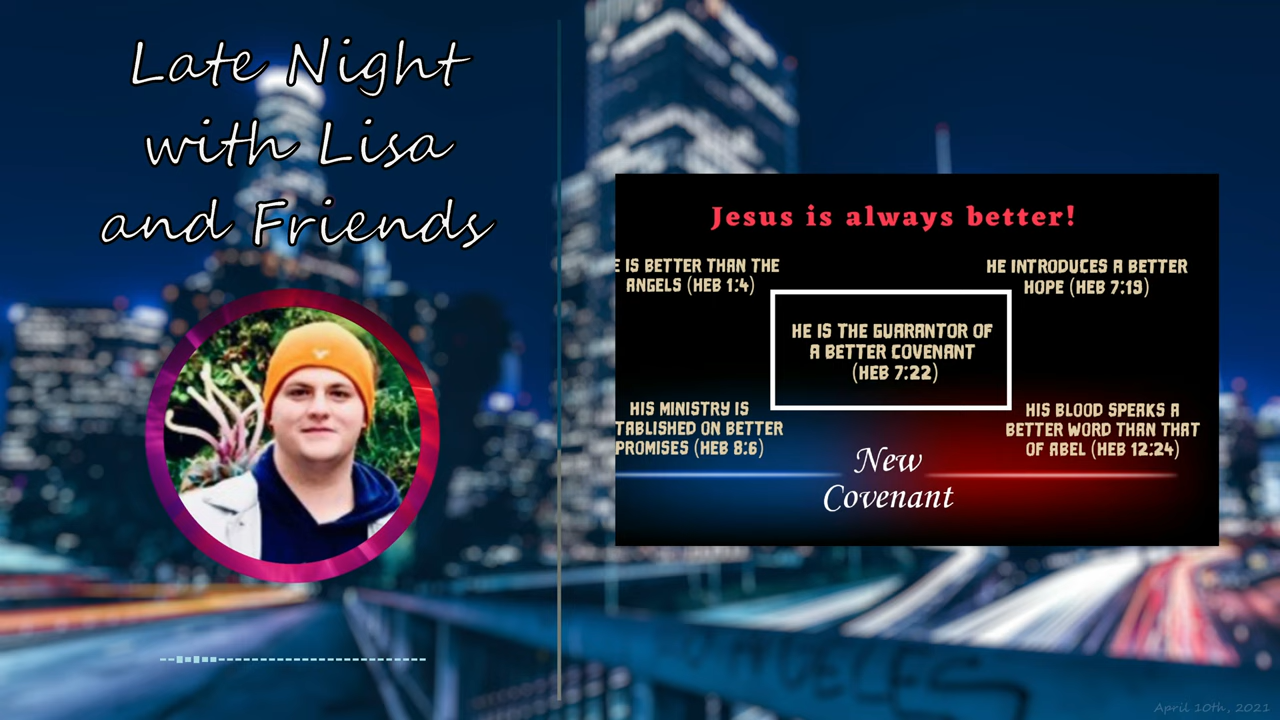 Late Night
with Lisa
and Friends
Jesus is always better!
E IS BETTER THAN THE
ANGELS (HEB 1:4)
HE INTRODUCES A BETTER
HOPE (HEB 7:19)
HE IS THE GUARANTOR OF
A BETTER COVENANT
(HEB 7:22)
HIS MINISTRY IS
TABLISHED ON BETTER
PROMISES (HEB 8:6)
HIS BLOOD SPEAKS A
BETTER WORD THAN THAT
OF ABEL (HEB 12:24)
New
Covenant
April 10th, 2021